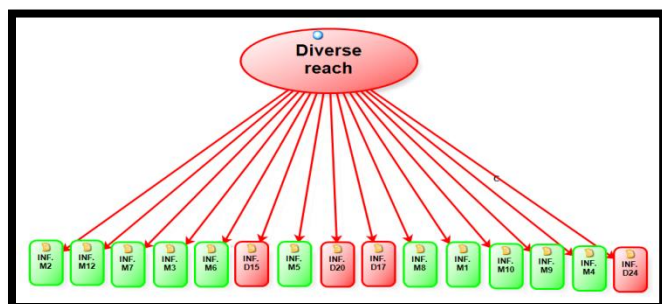 Diverse
reach
c
INF.
M2
INF.
M12
INF.
M7
INF.
M3
INF.
M6
INF.
D15
INF.
M5
INF.
D20
INF.
D17
INF.
M8
INF.
M1
INF.
M10
INF.
M9
INF.
M4
INF.
D24